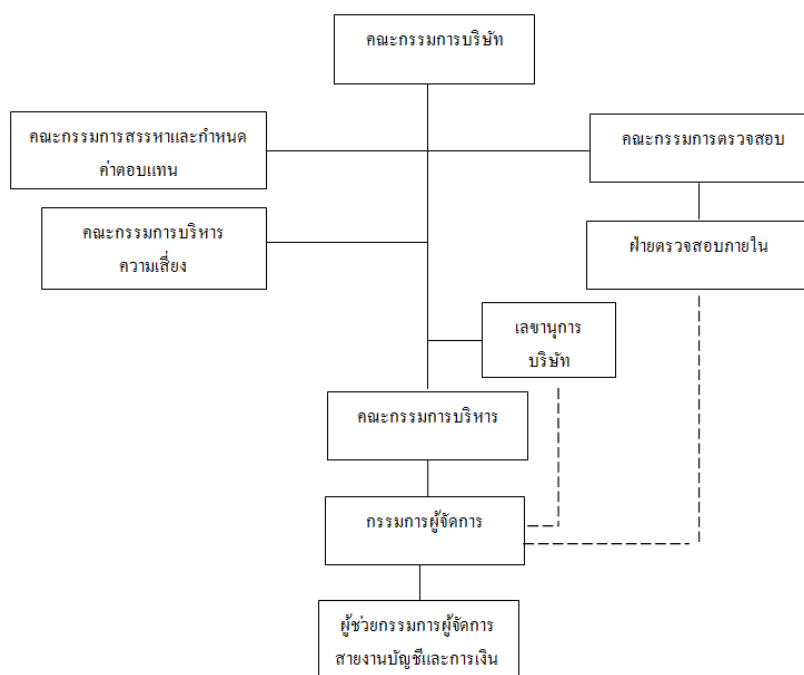 คณะกรรมการบริษัท
คณะกรรมการสรรหาและกำหนด
ค่าตอบแทน
คณะกรรมการตรวจสอบ
คณะกรรมการบริหาร
ความเสี่ยง
ฝ่ายตรวจสอบภายใน
เลขานุการ
บริษัท
คณะกรรมการบริหาร
กรรมการผู้จัดการ
ผู้ช่วยกรรมการผู้จัดการ
สายงานบัญชีและการเงิน